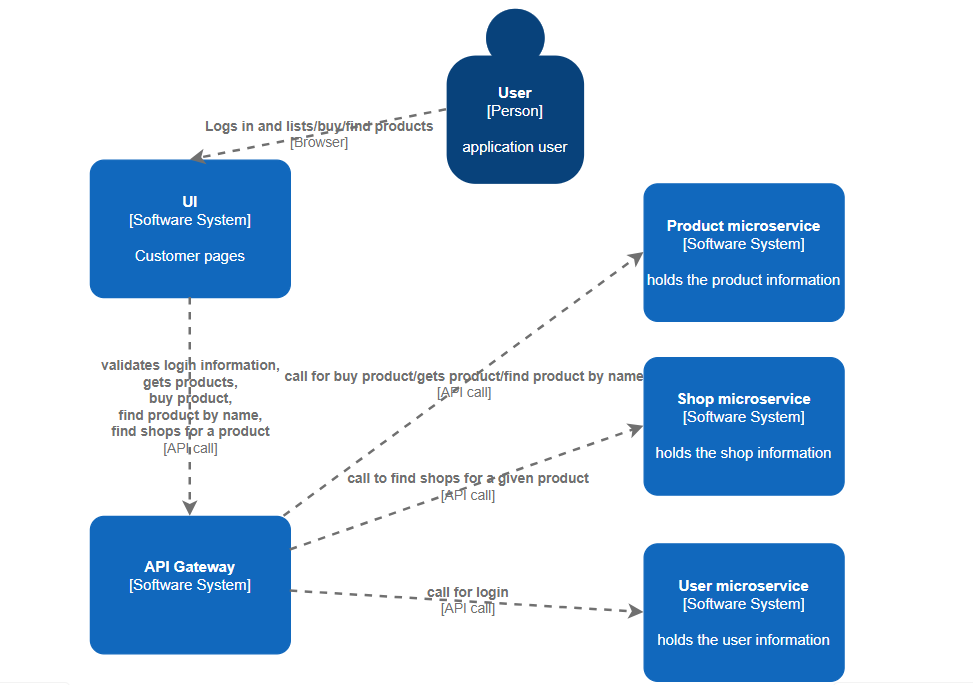 User
[Person]
application user
Logs in and lists/buy/find products
[Browser]
UI
[Software System]
Customer pages
Product microservice
[Software System]
holds the product information
validates login information,
gets products,
buy product,
find product by name,
find shops for a product
[API call]
call for buy product/gets product/find product by name
[API call]
Shop microservice
[Software System]
holds the shop information
call to find shops for a given product
[API call]
API Gateway
[Software System]
call for login
[API call]
User microservice
[Software System]
holds the user information